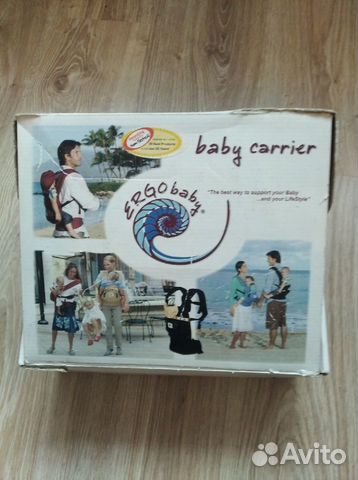 baby carrier
ERGObaby®
"The best way to support your Baby
...and your LifeStyle"
Avito